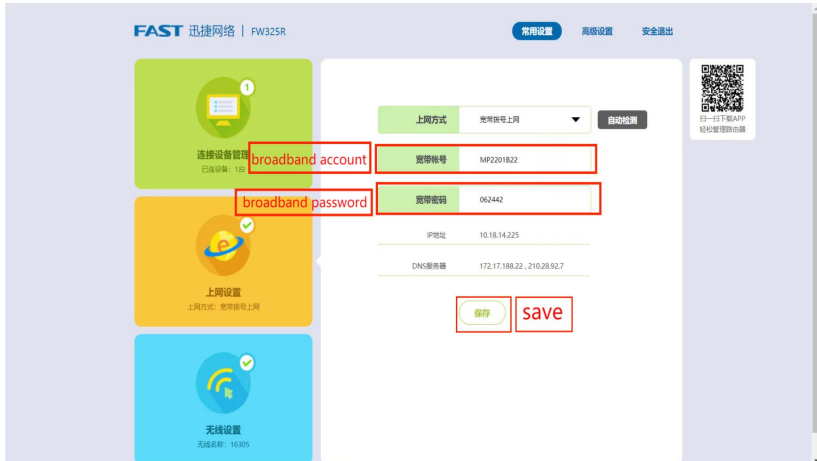 FAST 迅捷网络 | FW325R
常用设置 高级设置 安全退出
1
连接设备管理
已连设备：1台
上网设置
上网方式：宽带拨号上网
无线设置
无线名称：16305
上网方式 宽带拨号上网 自动检测
broadband account 宽带帐号 MP2201B22
broadband password 宽带密码 062442
IP地址 10.18.14.225
DNS服务器 172.17.188.22 , 210.28.92.7
保存 save
扫一扫下载APP
轻松管理路由器